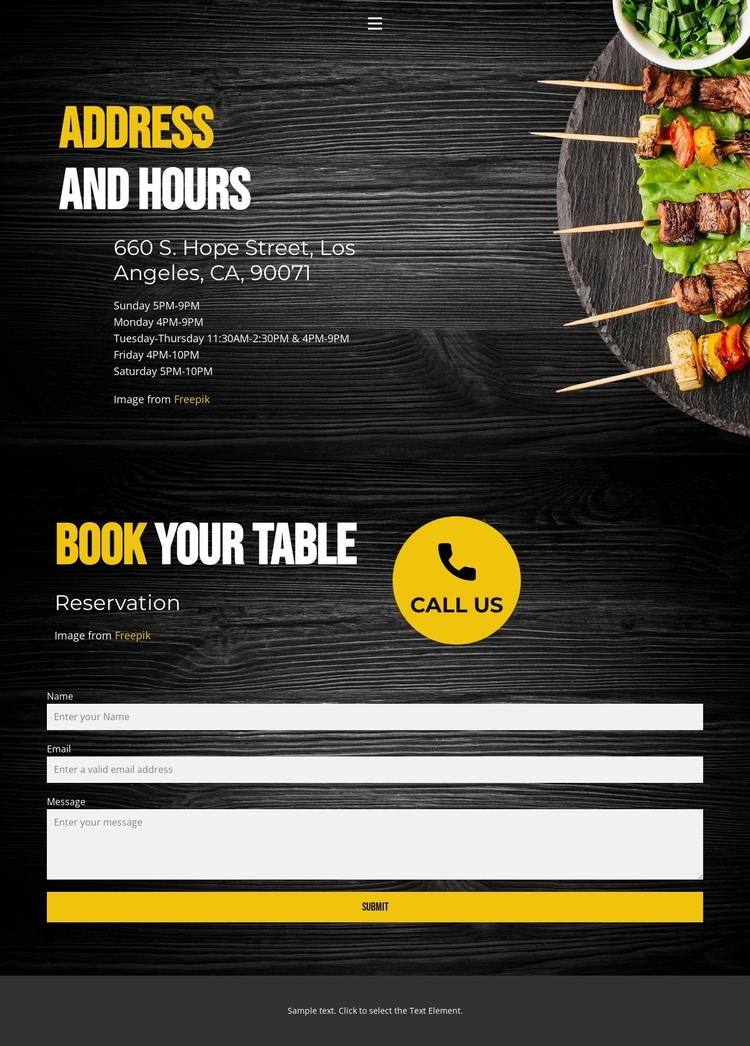 ADDRESS
AND HOURS
660 S. Hope Street, Los
Angeles, CA, 90071
Sunday 5PM-9PM
Monday 4PM-9PM
Tuesday-Thursday 11:30AM-2:30PM & 4PM-9PM
Friday 4PM-10PM
Saturday 5PM-10PM
Image from Freepik
BOOK YOUR TABLE
CALL US
Reservation
Image from Freepik
Name
Enter your Name
Email
Enter a valid email address
Message
Enter your message
SUBMIT
Sample text. Click to select the Text Element.